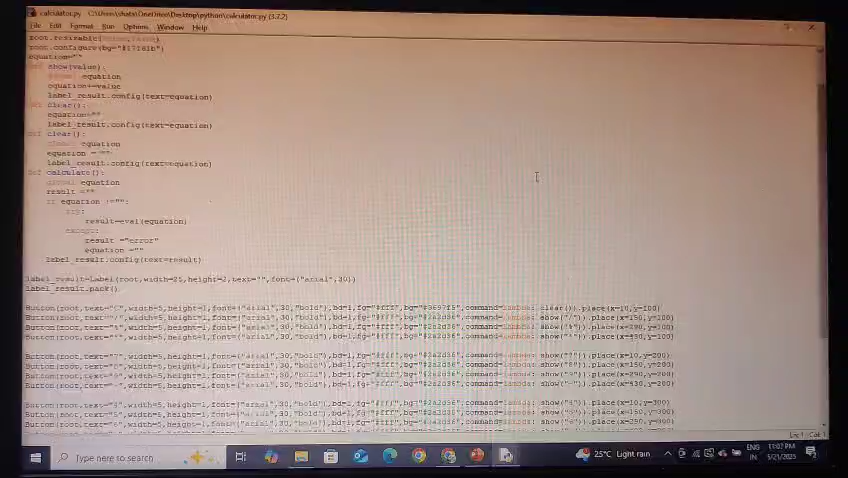 calculator.py - C:\Users\shata\OneDrive\Desktop\python\calculator.py (3.7.2)
File Edit Format Run Options Window Help
root.configure(bg="#17161b")
equation=""
def show(value):
global equation
equation+=value
label_result.config(text=equation)
def clear():
equation=""
label_result.config(text=equation)
def clear():
global equation
equation =""
label_result.config(text=equation)
def calculate():
global equation
result =""
if equation !="":
try:
result=eval(equation)
except:
result ="error"
equation =""
label_result.config(text=result)
label_result=Label(root,width=25,height=2,text="",font=("arial",30))
label_result.pack()
Button(root,text="C",width=5,height=1,font=("arial",30,"bold"),bd=1,fg="#fff",bg="#3697f5",command=lambda: clear()).place(x=10,y=100)
Button(root,text="/",width=5,height=1,font=("arial",30,"bold"),bd=1,fg="#fff",bg="#2a2d36",command=lambda: show("/")).place(x=150,y=100)
Button(root,text="%",width=5,height=1,font=("arial",30,"bold"),bd=1,fg="#fff",bg="#2a2d36",command=lambda: show("%")).place(x=290,y=100)
Button(root,text="*",width=5,height=1,font=("arial",30,"bold"),bd=1,fg="#fff",bg="#2a2d36",command=lambda: show("*")).place(x=430,y=100)
Button(root,text="7",width=5,height=1,font=("arial",30,"bold"),bd=1,fg="#fff",bg="#2a2d36",command=lambda: show("7")).place(x=10,y=200)
Button(root,text="8",width=5,height=1,font=("arial",30,"bold"),bd=1,fg="#fff",bg="#2a2d36",command=lambda: show("8")).place(x=150,y=200)
Button(root,text="9",width=5,height=1,font=("arial",30,"bold"),bd=1,fg="#fff",bg="#2a2d36",command=lambda: show("9")).place(x=290,y=200)
Button(root,text="-",width=5,height=1,font=("arial",30,"bold"),bd=1,fg="#fff",bg="#2a2d36",command=lambda: show("-")).place(x=430,y=200)
Button(root,text="4",width=5,height=1,font=("arial",30,"bold"),bd=1,fg="#fff",bg="#2a2d36",command=lambda: show("4")).place(x=10,y=300)
Button(root,text="5",width=5,height=1,font=("arial",30,"bold"),bd=1,fg="#fff",bg="#2a2d36",command=lambda: show("5")).place(x=150,y=300)
Button(root,text="6",width=5,height=1,font=("arial",30,"bold"),bd=1,fg="#fff",bg="#2a2d36",command=lambda: show("6")).place(x=290,y=300)
Ln: 1 Col: 1
Type here to search
25°C Light rain
ENG
IN
11:07 PM
5/21/2025